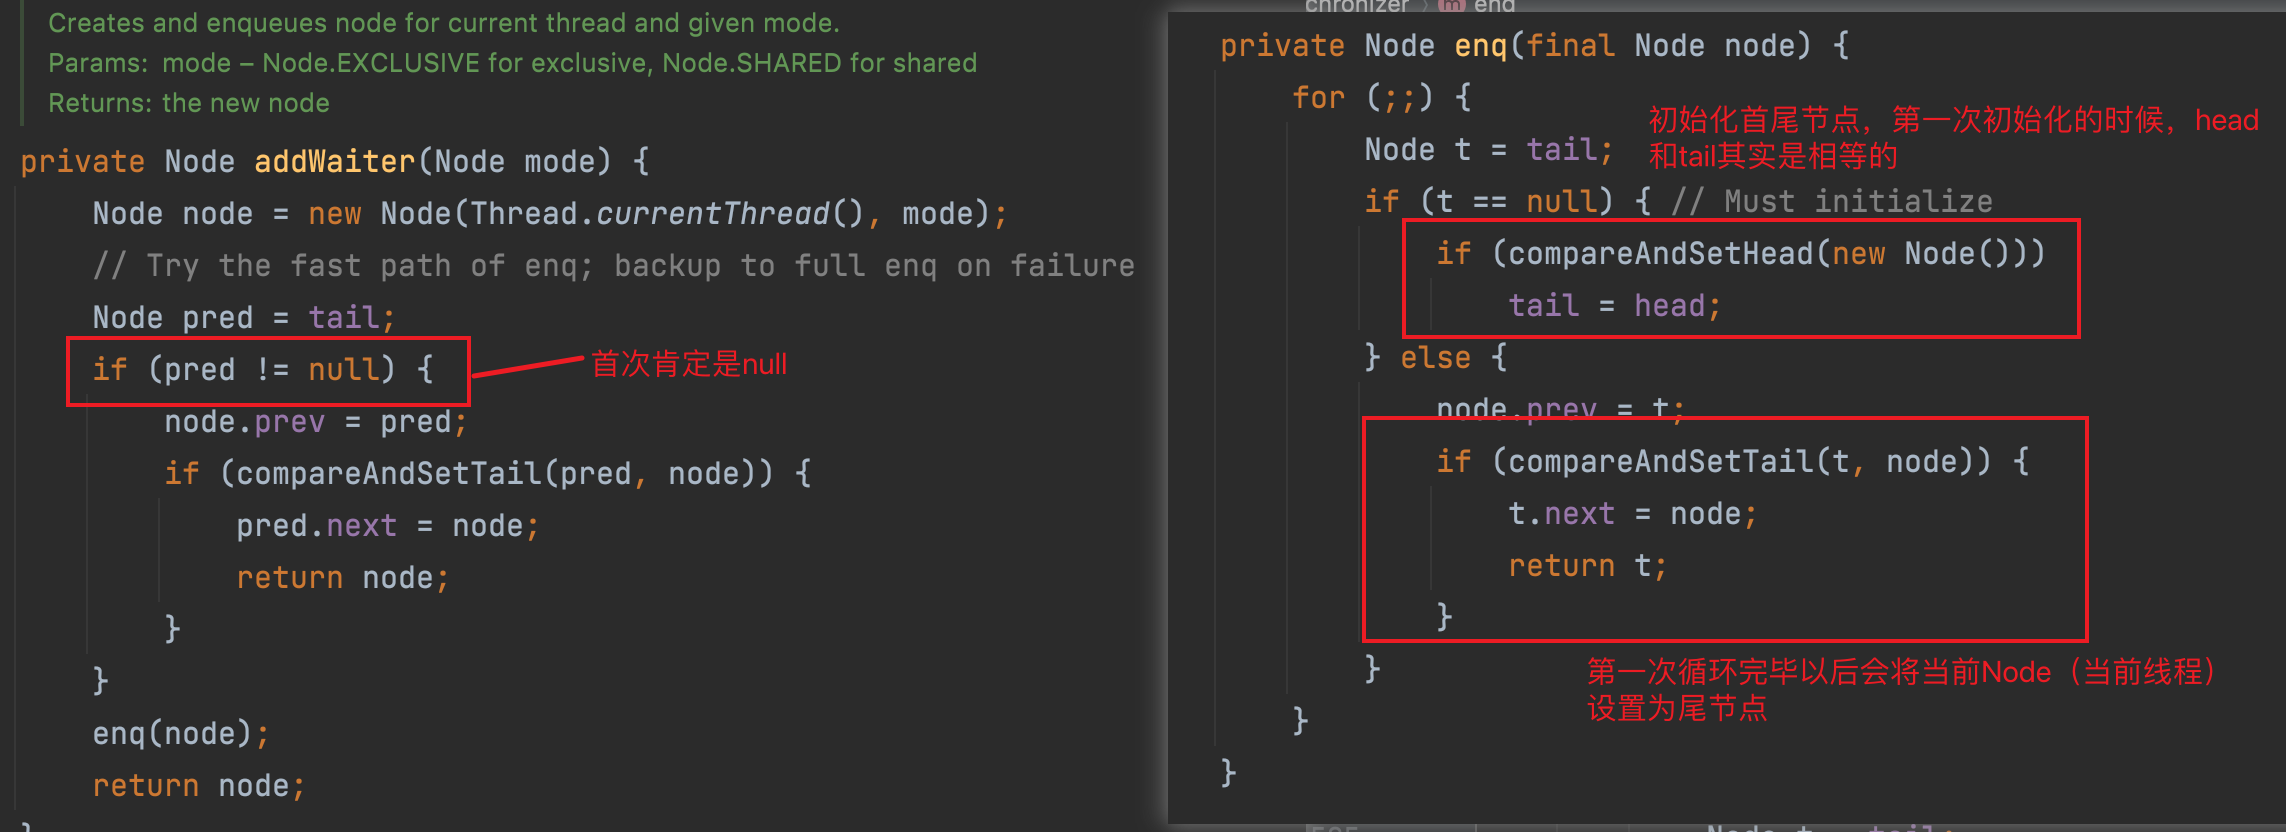 Creates and enqueues node for current thread and given mode.
Params: mode – Node.EXCLUSIVE for exclusive, Node.SHARED for shared
Returns: the new node
private Node addWaiter(Node mode) {
Node node = new Node(Thread.currentThread(), mode);
// Try the fast path of enq; backup to full enq on failure
Node pred = tail;
if (pred != null) {
首次肯定是null
node.prev = pred;
if (compareAndSetTail(pred, node)) {
pred.next = node;
return node;
}
}
enq(node);
return node;
}
chronizer › m enq
private Node enq(final Node node) {
for (;;) {
初始化首尾节点，第一次初始化的时候，head
和tail其实是相等的
Node t = tail;
if (t == null) { // Must initialize
if (compareAndSetHead(new Node()))
tail = head;
} else {
node.prev = t;
if (compareAndSetTail(t, node)) {
t.next = node;
return t;
}
}
第一次循环完毕以后会将当前Node（当前线程）
设置为尾节点
}
}
Node t = tail;